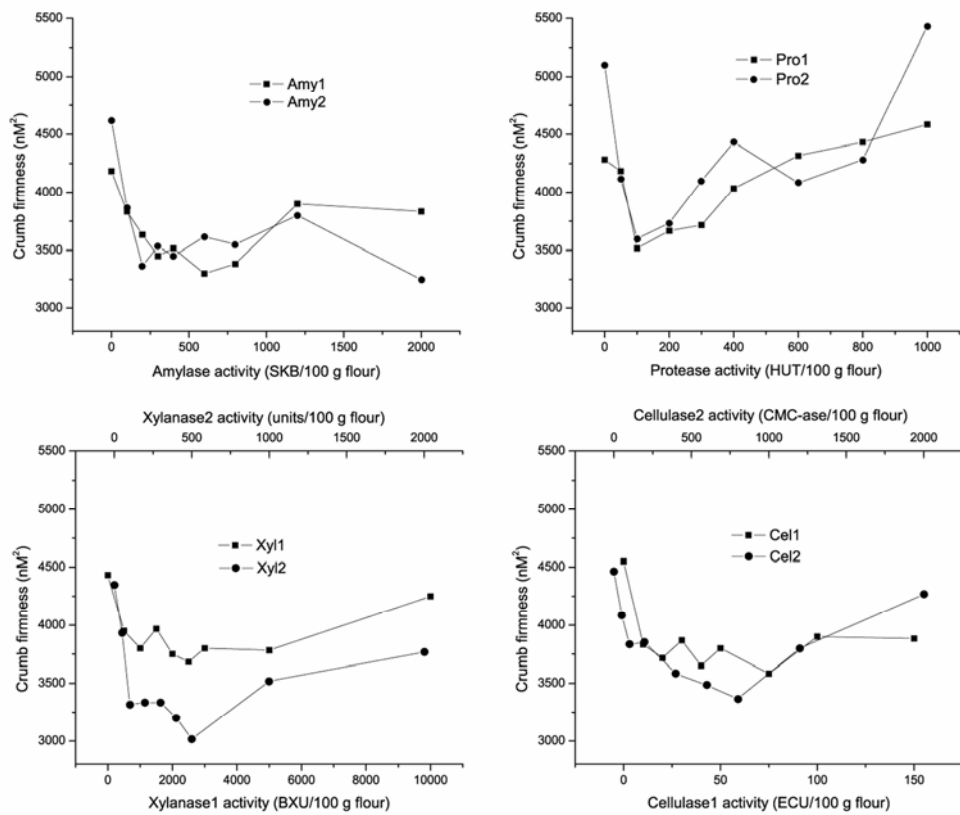 5500
5000
4500
4000
3500
3000
Crumb firmness (nM²)
Amy1
Amy2
0 500 1000 1500 2000
Amylase activity (SKB/100 g flour)
5500
5000
4500
4000
3500
3000
Crumb firmness (nM²)
Pro1
Pro2
0 200 400 600 800 1000
Protease activity (HUT/100 g flour)
Xylanase2 activity (units/100 g flour)
0 500 1000 1500 2000
5500
5000
4500
4000
3500
3000
Crumb firmness (nM²)
Xyl1
Xyl2
0 2000 4000 6000 8000 10000
Xylanase1 activity (BXU/100 g flour)
Cellulase2 activity (CMC-ase/100 g flour)
0 500 1000 1500 2000
5500
5000
4500
4000
3500
3000
Crumb firmness (nM²)
Cel1
Cel2
0 50 100 150
Cellulase1 activity (ECU/100 g flour)